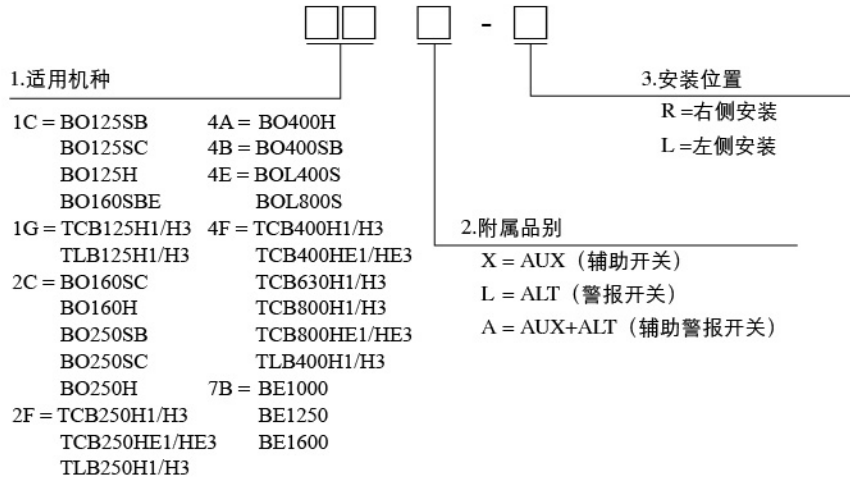 -
1.适用机种
1C = BO125SB
BO125SC
BO125H
BO160SBE
1G = TCB125H1/H3
TLB125H1/H3
2C = BO160SC
BO160H
BO250SB
BO250SC
BO250H
2F = TCB250H1/H3
TCB250HE1/HE3
TLB250H1/H3
4A = BO400H
4B = BO400SB
4E = BOL400S
BOL800S
4F = TCB400H1/H3
TCB400HE1/HE3
TCB630H1/H3
TCB800H1/H3
TCB800HE1/HE3
TLB400H1/H3
7B = BE1000
BE1250
BE1600
2.附属品别
X = AUX（辅助开关）
L = ALT（警报开关）
A = AUX+ALT（辅助警报开关）
3.安装位置
R =右侧安装
L =左侧安装